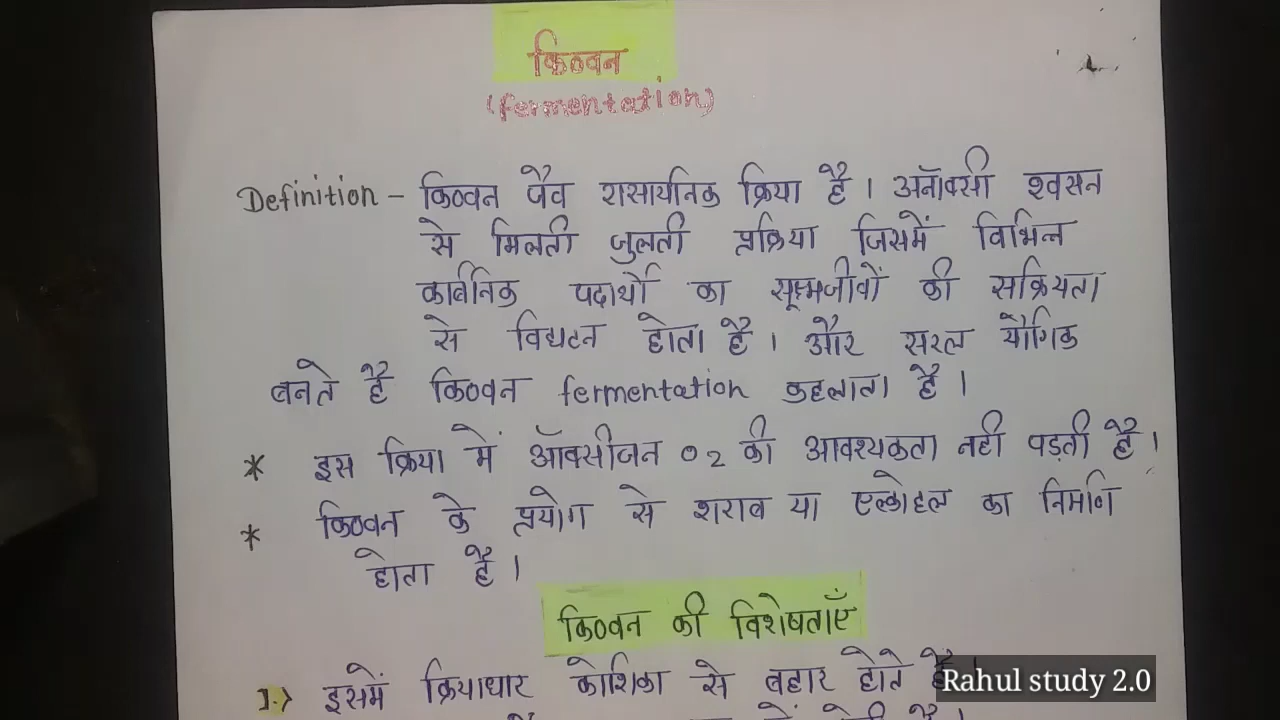 किण्वन
(fermentation)
Definition - किण्वन जैव रासायनिक क्रिया है । अनॉक्सी श्वसन
से मिलती जुलती प्रक्रिया जिसमें विभिन्न
कार्बनिक पदार्थो का सूक्ष्मजीवों की सक्रियता
से विघटन होता है । और सरल यौगिक
बनते है किण्वन fermentation कहलाता है ।
* इस क्रिया में ऑक्सीजन O2 की आवश्यकता नही पड़ती है ।
* किण्वन के प्रयोग से शराब या एल्कोहल का निर्माण
होता है ।
किण्वन की विशेषताएँ
1.> इसमें क्रियाधार कोशिका से बहार होते है ।
Rahul study 2.0